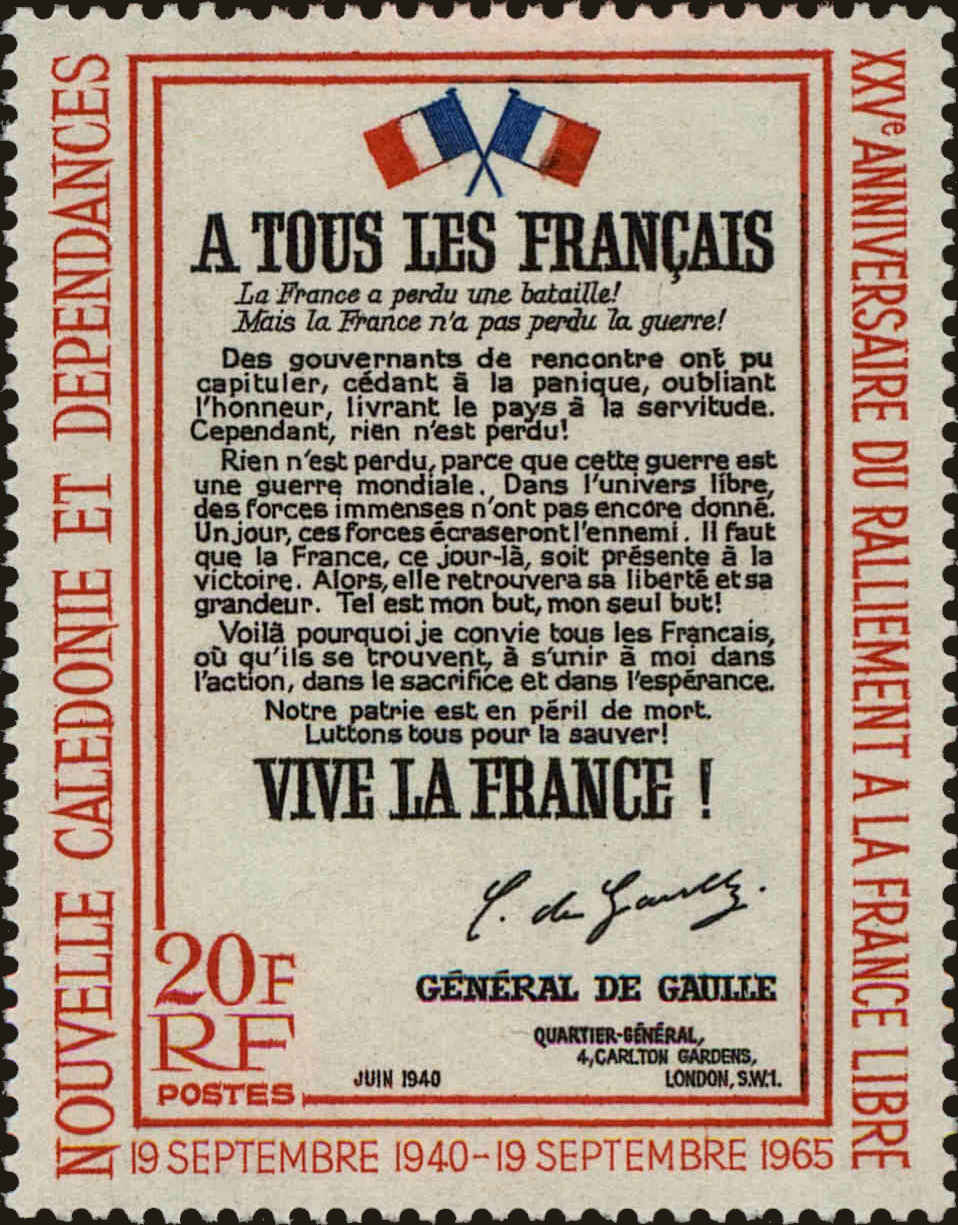 NOUVELLE CALEDONIE ET DEPENDANCES
XXVe ANNIVERSAIRE DU RALLIEMENT A LA FRANCE LIBRE
A TOUS LES FRANÇAIS
La France a perdu une bataille!
Mais la France n'a pas perdu la guerre!
Des gouvernants de rencontre ont pu
capituler, cédant à la panique, oubliant
l'honneur, livrant le pays à la servitude.
Cependant, rien n'est perdu!
Rien n'est perdu, parce que cette guerre est
une guerre mondiale. Dans l'univers libre,
des forces immenses n'ont pas encore donné.
Un jour, ces forces écraseront l'ennemi. Il faut
que la France, ce jour-là, soit présente à la
victoire. Alors, elle retrouvera sa liberté et sa
grandeur. Tel est mon but, mon seul but!
Voilà pourquoi je convie tous les Francais,
où qu'ils se trouvent, à s'unir à moi dans
l'action, dans le sacrifice et dans l'espérance.
Notre patrie est en péril de mort.
Luttons tous pour la sauver!
VIVE LA FRANCE !
C. de Gaulle.
GÉNÉRAL DE GAULLE
QUARTIER-GÉNÉRAL,
4, CARLTON GARDENS,
LONDON, S.W.1.
JUIN 1940
20F
RF
POSTES
19 SEPTEMBRE 1940-19 SEPTEMBRE 1965